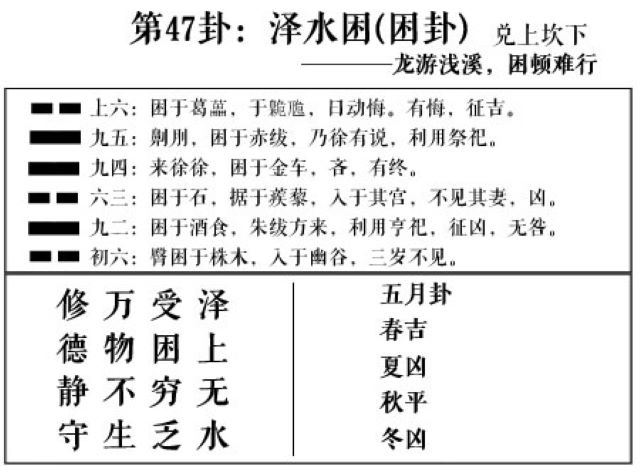 第47卦：泽水困(困卦) 兑上坎下
————龙游浅溪，困顿难行
上六：困于葛藟，于臲卼，曰动悔。有悔，征吉。
九五：劓刖，困于赤绂，乃徐有说，利用祭祀。
九四：来徐徐，困于金车，吝，有终。
六三：困于石，据于蒺藜，入于其宫，不见其妻，凶。
九二：困于酒食，朱绂方来，利用亨祀，征凶，无咎。
初六：臀困于株木，入于幽谷，三岁不见。
泽上无水
受困穷乏
万物不生
修德静守
五月卦
春吉
夏凶
秋平
冬凶